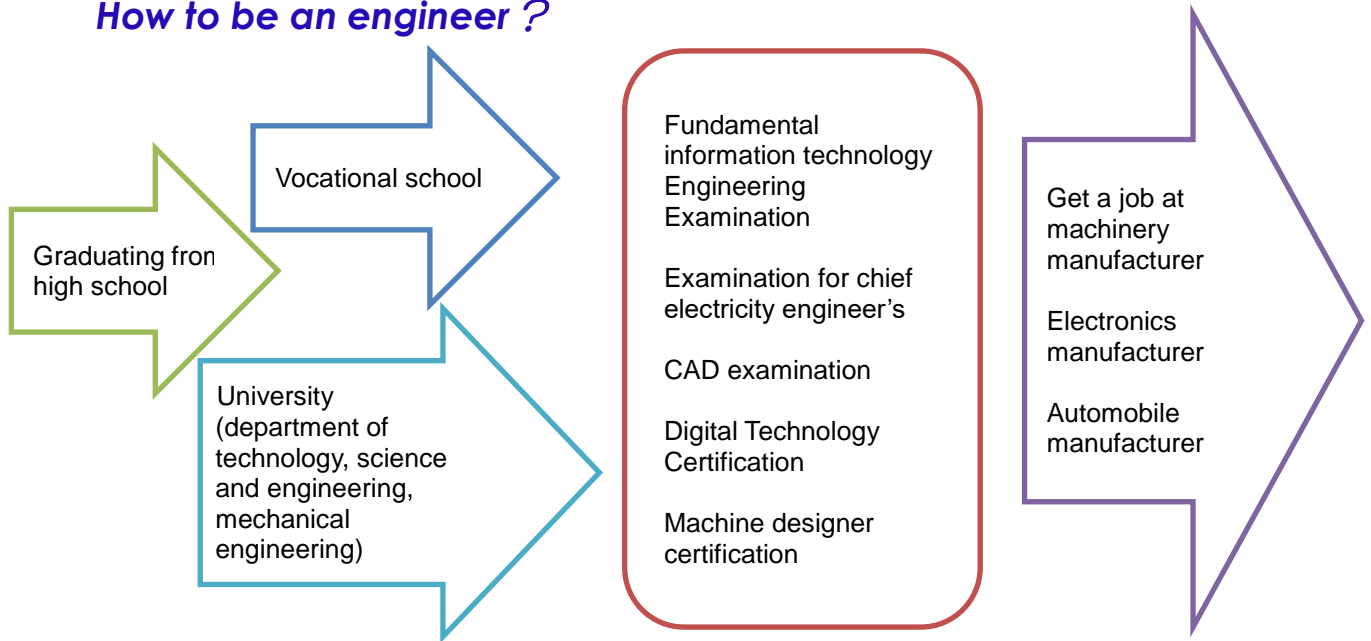 How to be an engineer？
Graduating from
high school
Vocational school
University
(department of
technology, science
and engineering,
mechanical
engineering)
Fundamental
information technology
Engineering
Examination
Examination for chief
electricity engineer’s
CAD examination
Digital Technology
Certification
Machine designer
certification
Get a job at
machinery
manufacturer
Electronics
manufacturer
Automobile
manufacturer